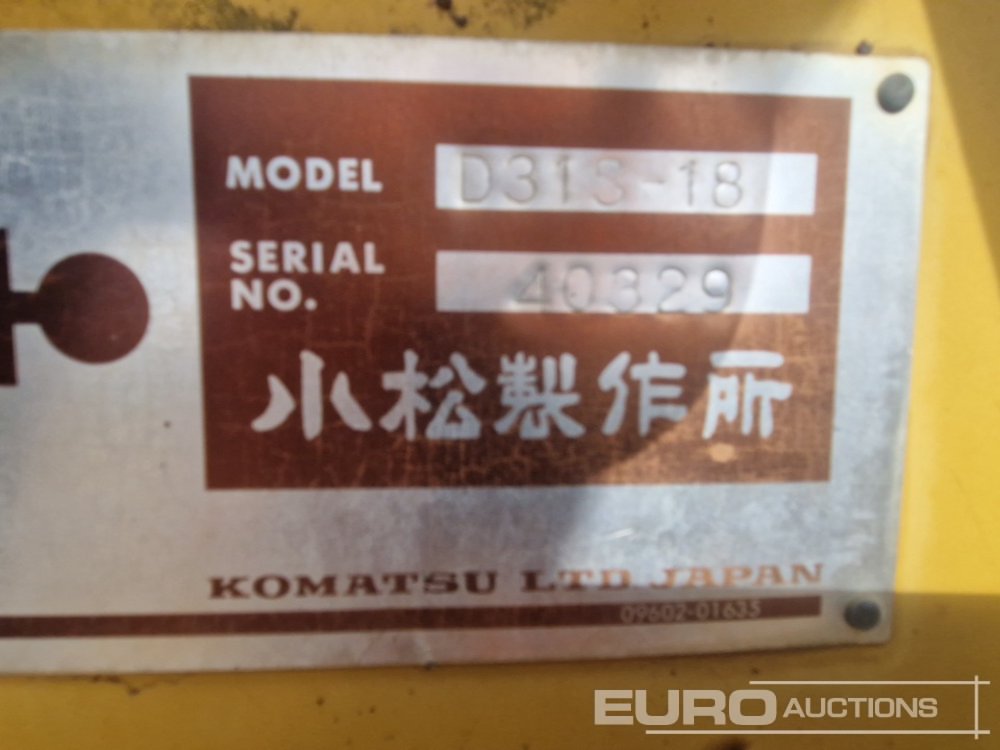 MODEL D31S-18
SERIAL NO. 40329
小松製作所
KOMATSU LTD JAPAN
09602-01635
EURO AUCTIONS